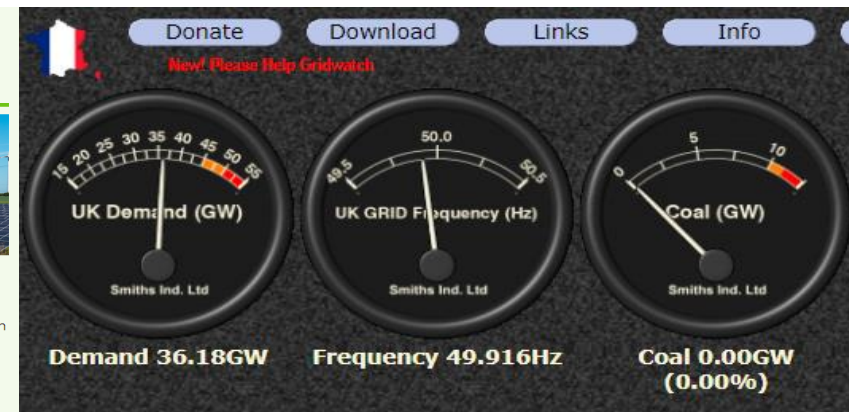 Donate
Download
Links
Info
New! Please Help Gridwatch
15 20 25 30 35 40 45 50 55
UK Demand (GW)
Smiths Ind. Ltd
Demand 36.18GW
49.5 50.0 50.5
UK GRID Frequency (Hz)
Smiths Ind. Ltd
Frequency 49.916Hz
0 5 10
Coal (GW)
Smiths Ind. Ltd
Coal 0.00GW
(0.00%)